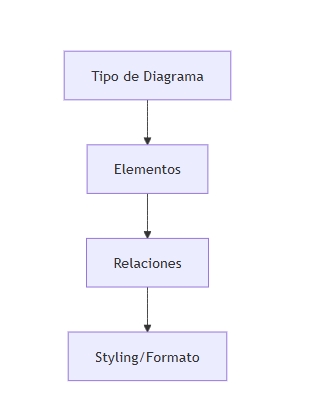 Tipo de Diagrama
Elementos
Relaciones
Styling/Formato